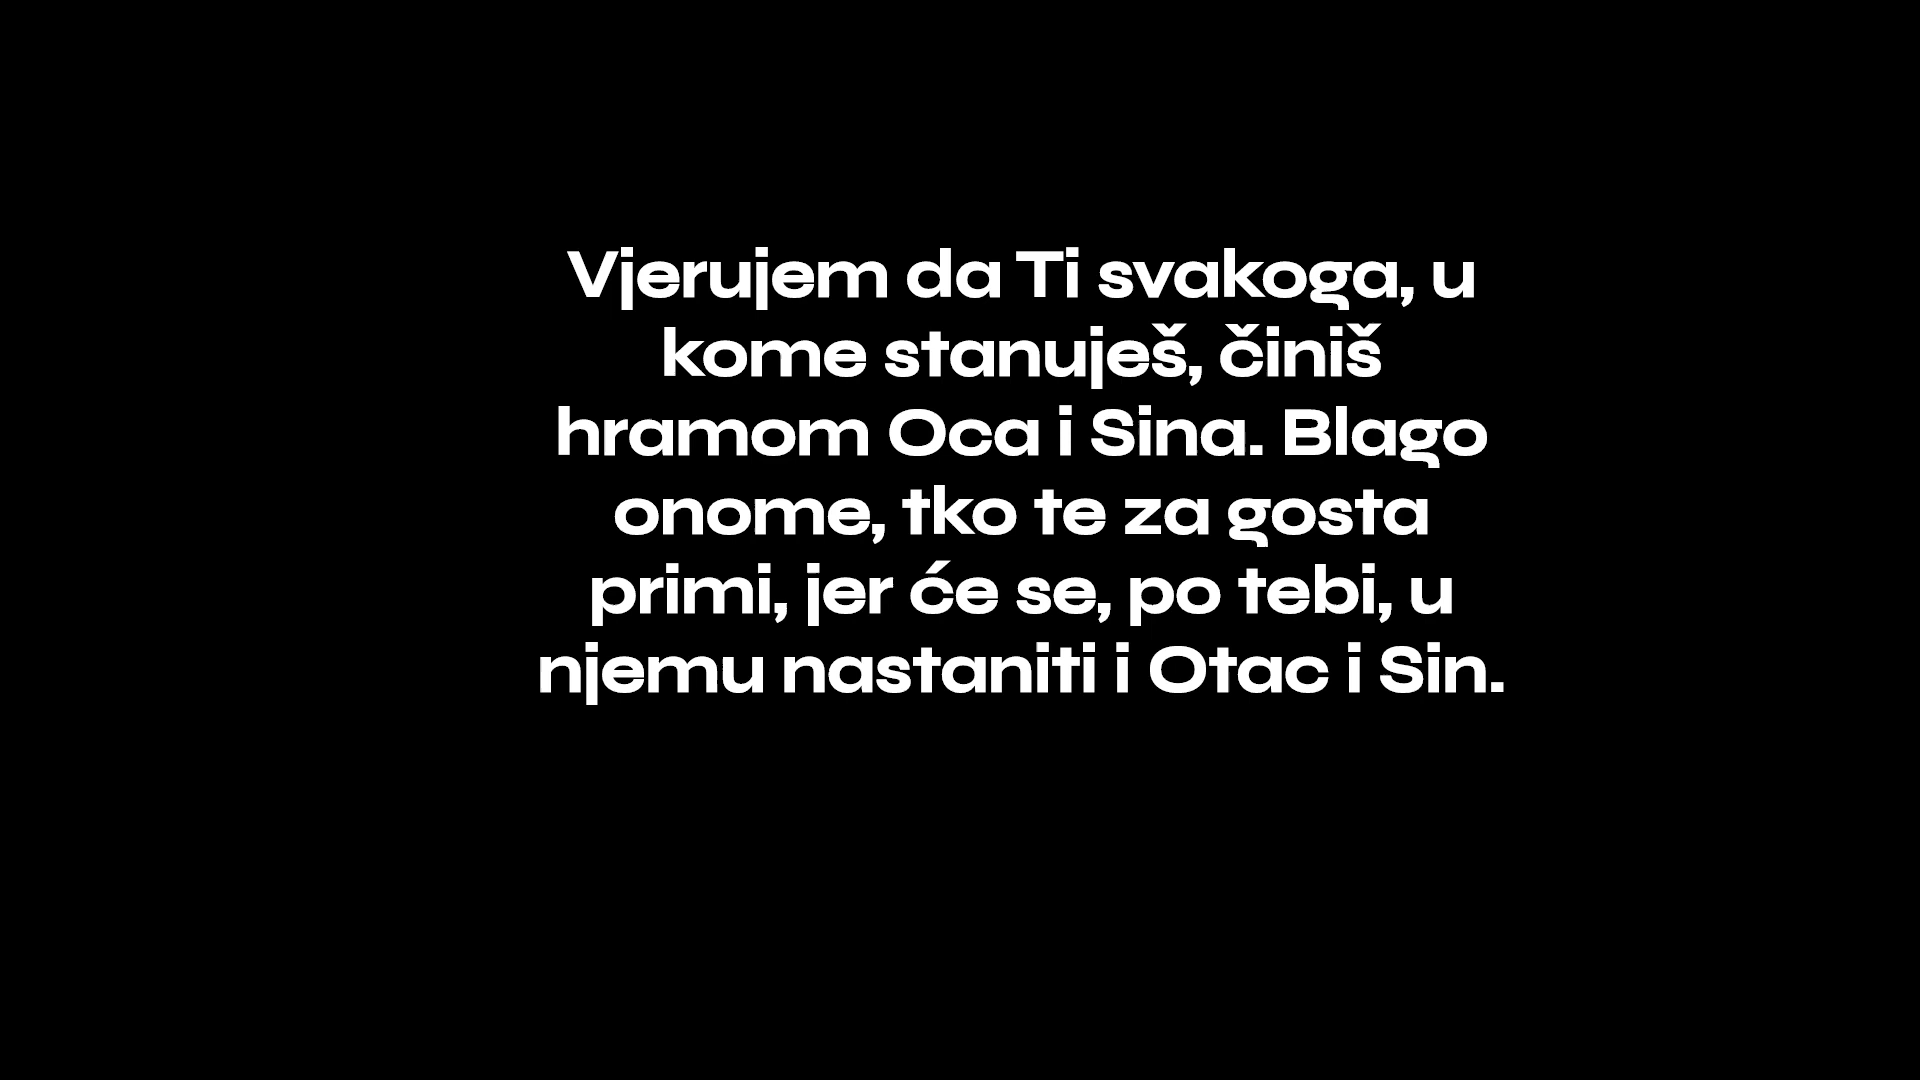 Vjerujem da Ti svakoga, u
kome stanuješ, činiš
hramom Oca i Sina. Blago
onome, tko te za gosta
primi, jer će se, po tebi, u
njemu nastaniti i Otac i Sin.